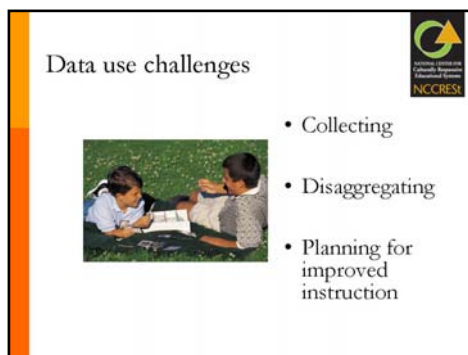 Data use challenges
NATIONAL CENTER FOR
Culturally Responsive
Educational Systems
NCCRESt
• Collecting
• Disaggregating
• Planning for
improved
instruction